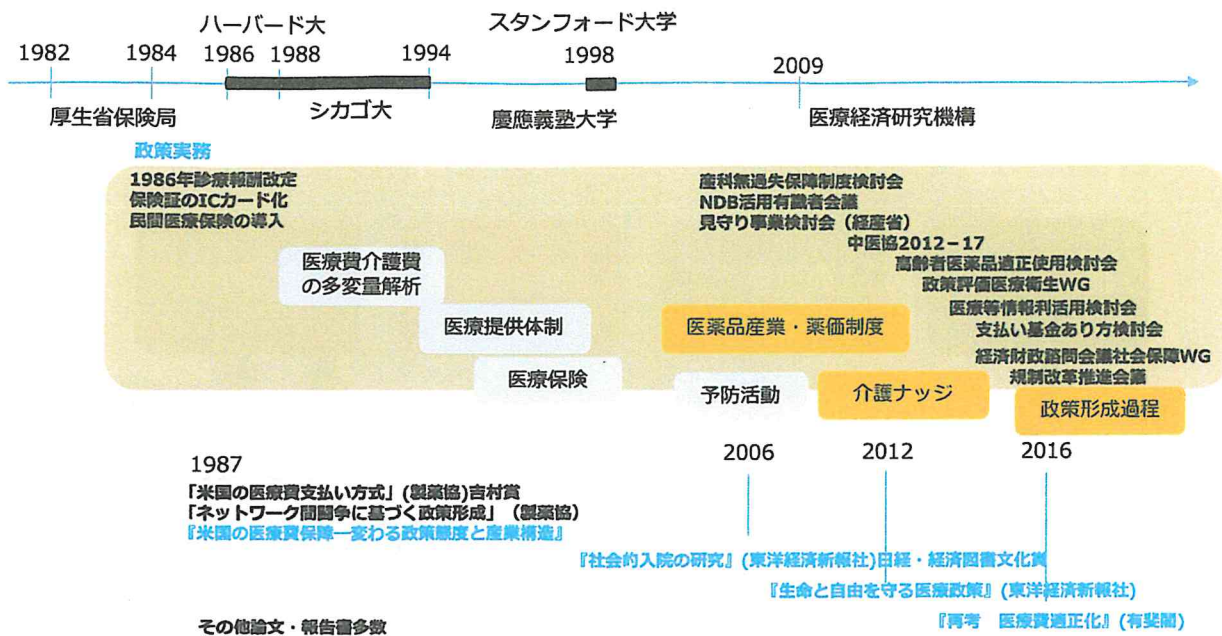 ハーバード大
スタンフォード大学
1982
1984
1986
1988
1994
1998
2009
厚生省保険局
シカゴ大
慶應義塾大学
医療経済研究機構
政策実務
1986年診療報酬改定
保険証のICカード化
民間医療保険の導入
産科無過失保障制度検討会
NDB活用有識者会議
見守り事業検討会（経産省）
中医協2012－17
高齢者医薬品適正使用検討会
政策評価医療衛生WG
医療等情報利活用検討会
支払い基金あり方検討会
経済財政諮問会議社会保障WG
規制改革推進会議
医療費介護費
の多変量解析
医療提供体制
医療保険
医薬品産業・薬価制度
予防活動
介護ナッジ
政策形成過程
1987
「米国の医療費支払い方式」(製薬協)吉村賞
「ネットワーク間闘争に基づく政策形成」（製薬協）
『米国の医療費保障―変わる政策態度と産業構造』
2006
2012
2016
『社会的入院の研究』(東洋経済新報社)日経・経済図書文化賞
『生命と自由を守る医療政策』(東洋経済新報社)
『再考　医療費適正化』(有斐閣)
その他論文・報告書多数